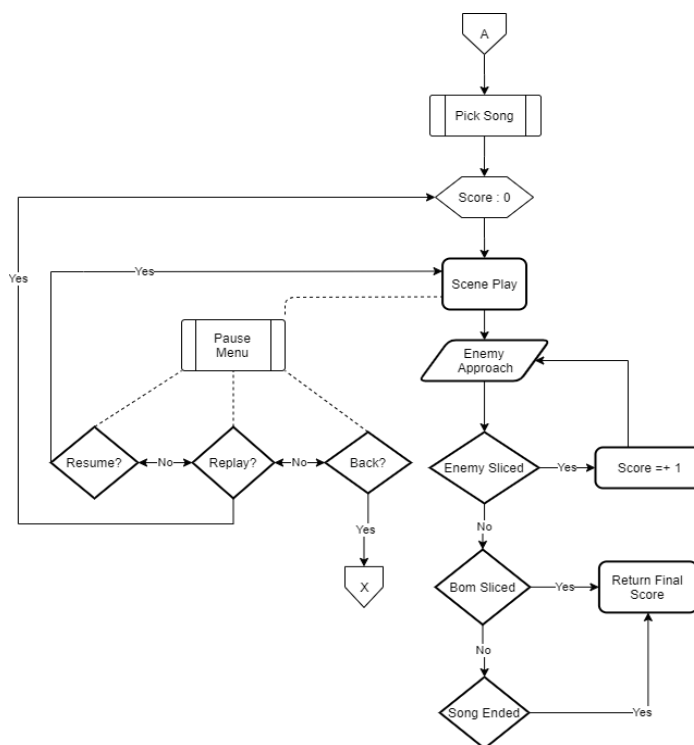 A
Pick Song
Score : 0
Yes
Yes
Scene Play
Pause
Menu
Enemy
Approach
Resume?
No
Replay?
No
Back?
Enemy Sliced
Yes
Score =+ 1
Yes
No
X
Bom Sliced
Yes
Return Final
Score
No
Song Ended
Yes